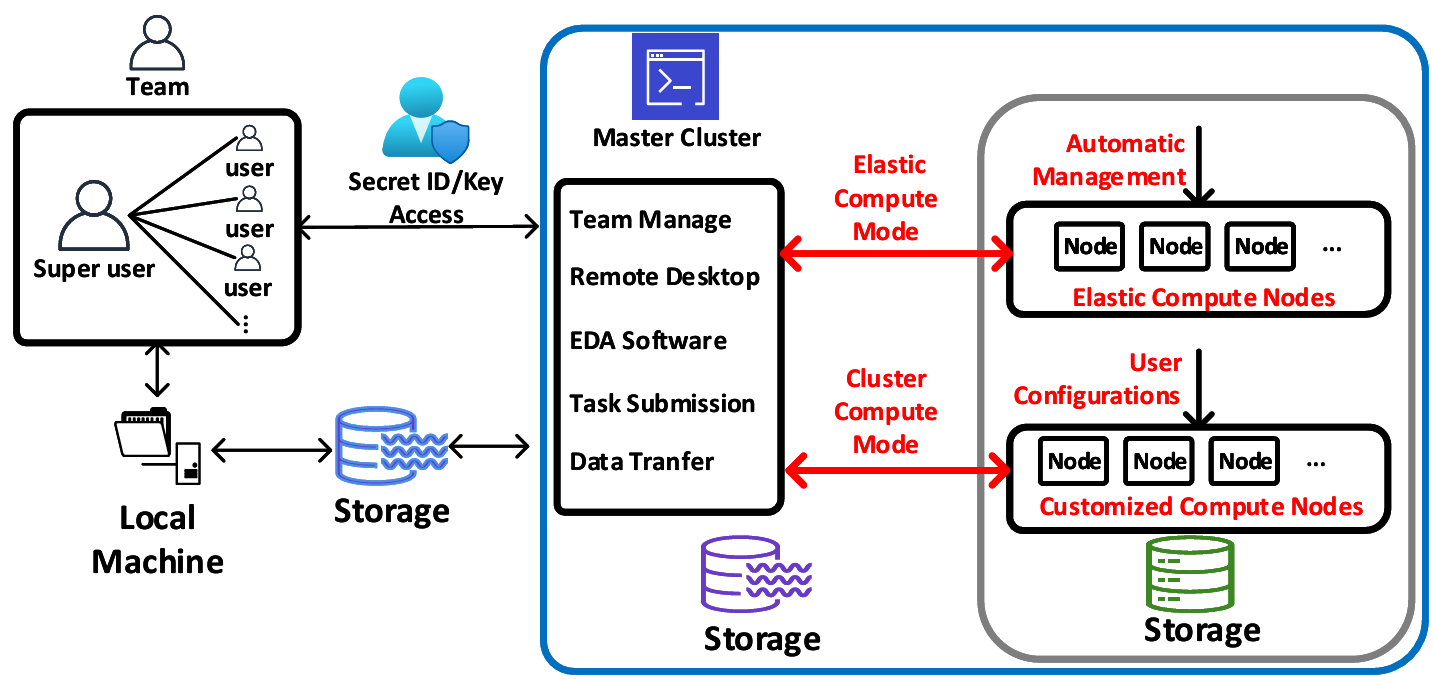 Team
user
user
user
Super user
...
Secret ID/Key
Access
Local
Machine
Storage
Master Cluster
Team Manage
Remote Desktop
EDA Software
Task Submission
Data Tranfer
Storage
Elastic
Compute
Mode
Cluster
Compute
Mode
Automatic
Management
Node Node Node ...
Elastic Compute Nodes
User
Configurations
Node Node Node ...
Customized Compute Nodes
Storage